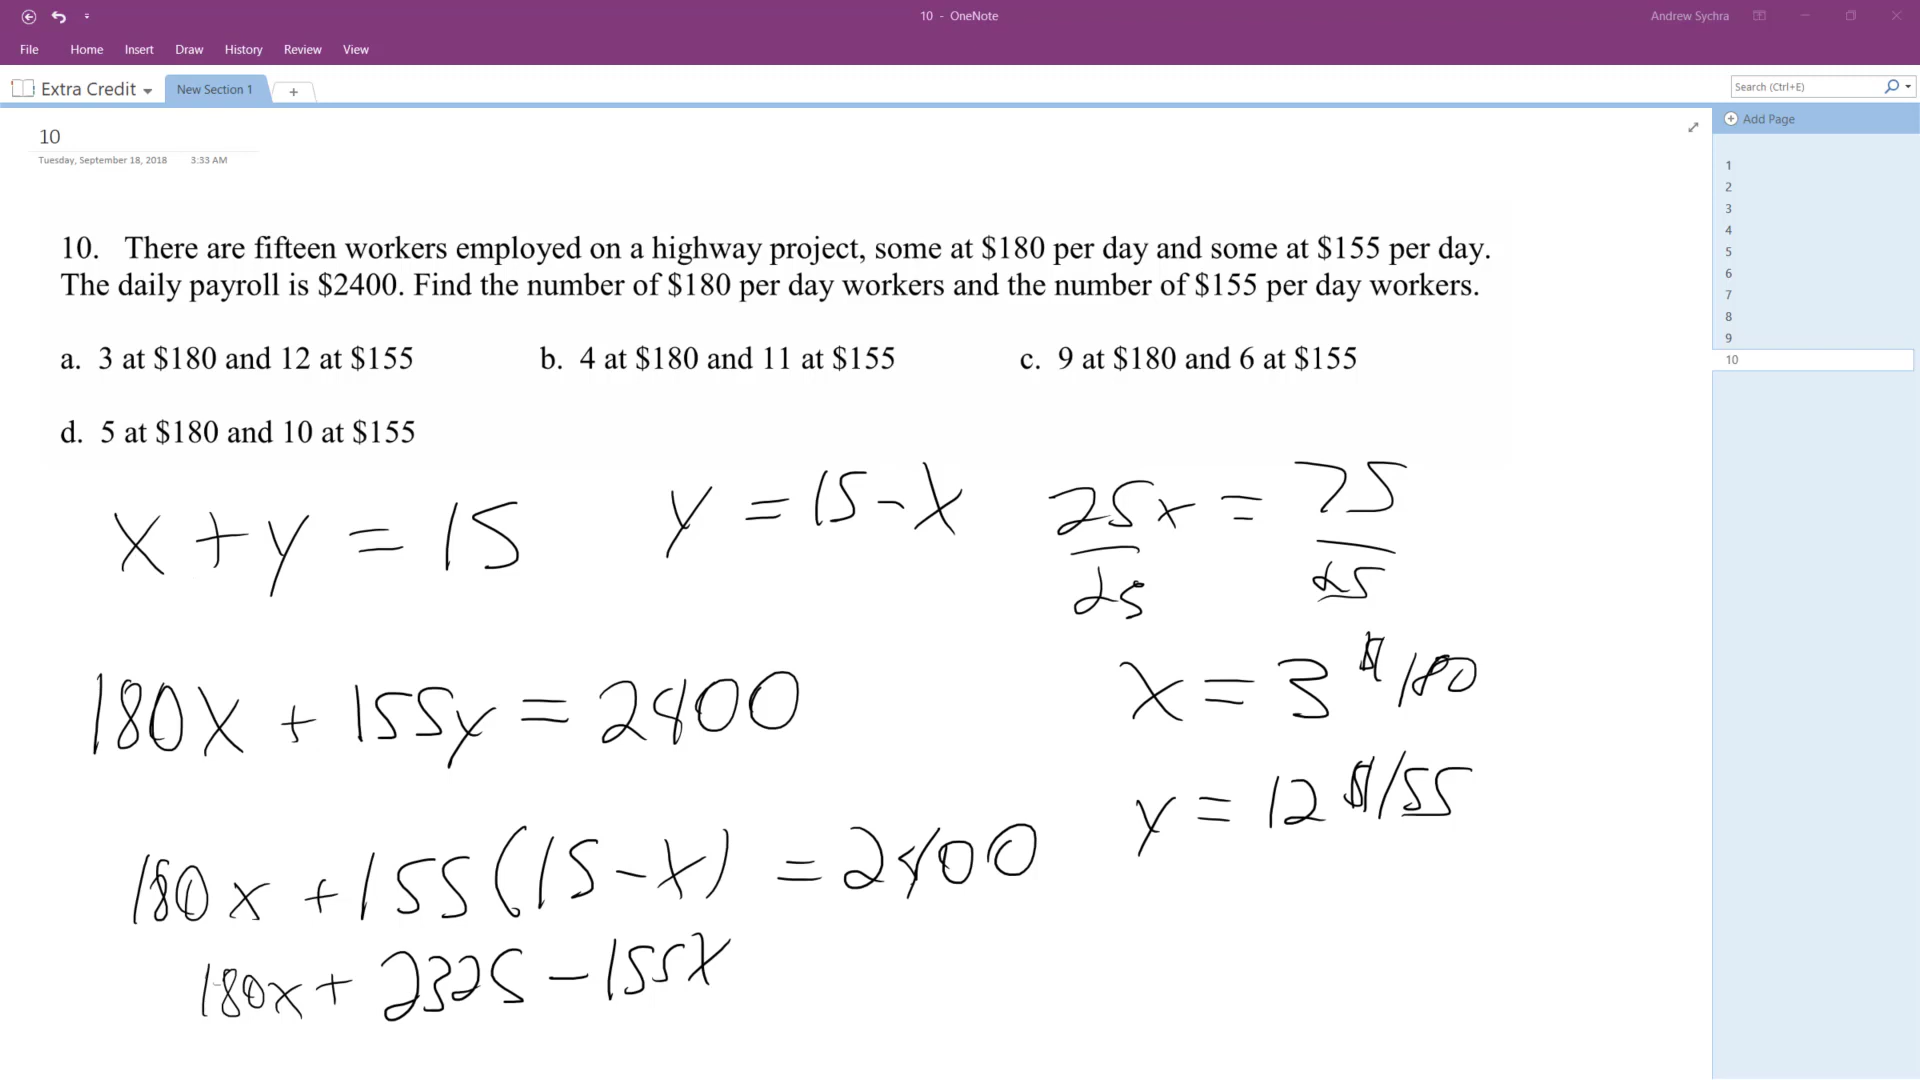 10 - OneNote
Andrew Sychra
File Home Insert Draw History Review View
Extra Credit New Section 1 +
Search (Ctrl+E)
Add Page
10
Tuesday, September 18, 2018 3:33 AM
10. There are fifteen workers employed on a highway project, some at $180 per day and some at $155 per day.
The daily payroll is $2400. Find the number of $180 per day workers and the number of $155 per day workers.
a. 3 at $180 and 12 at $155 b. 4 at $180 and 11 at $155 c. 9 at $180 and 6 at $155
d. 5 at $180 and 10 at $155
x + y = 15
y = 15 - x
25x = 75
25 25
x = 3 $180
y = 12 $155
180x + 155y = 2400
180x + 155(15 - x) = 2400
180x + 2325 - 155x
1
2
3
4
5
6
7
8
9
10